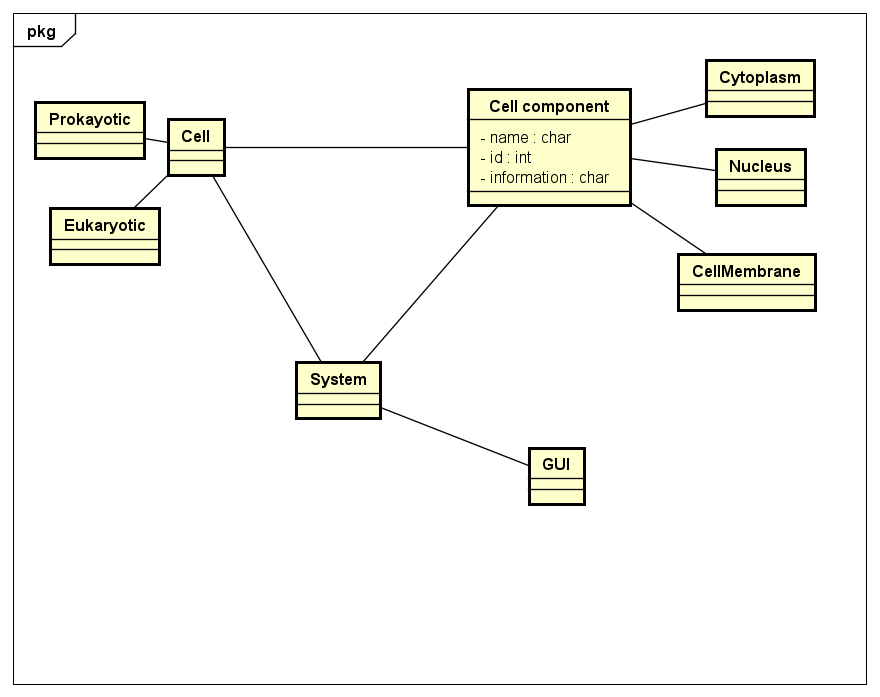 pkg
Prokayotic
Cell
Eukaryotic
Cell component
- name : char
- id : int
- information : char
Cytoplasm
Nucleus
CellMembrane
System
GUI